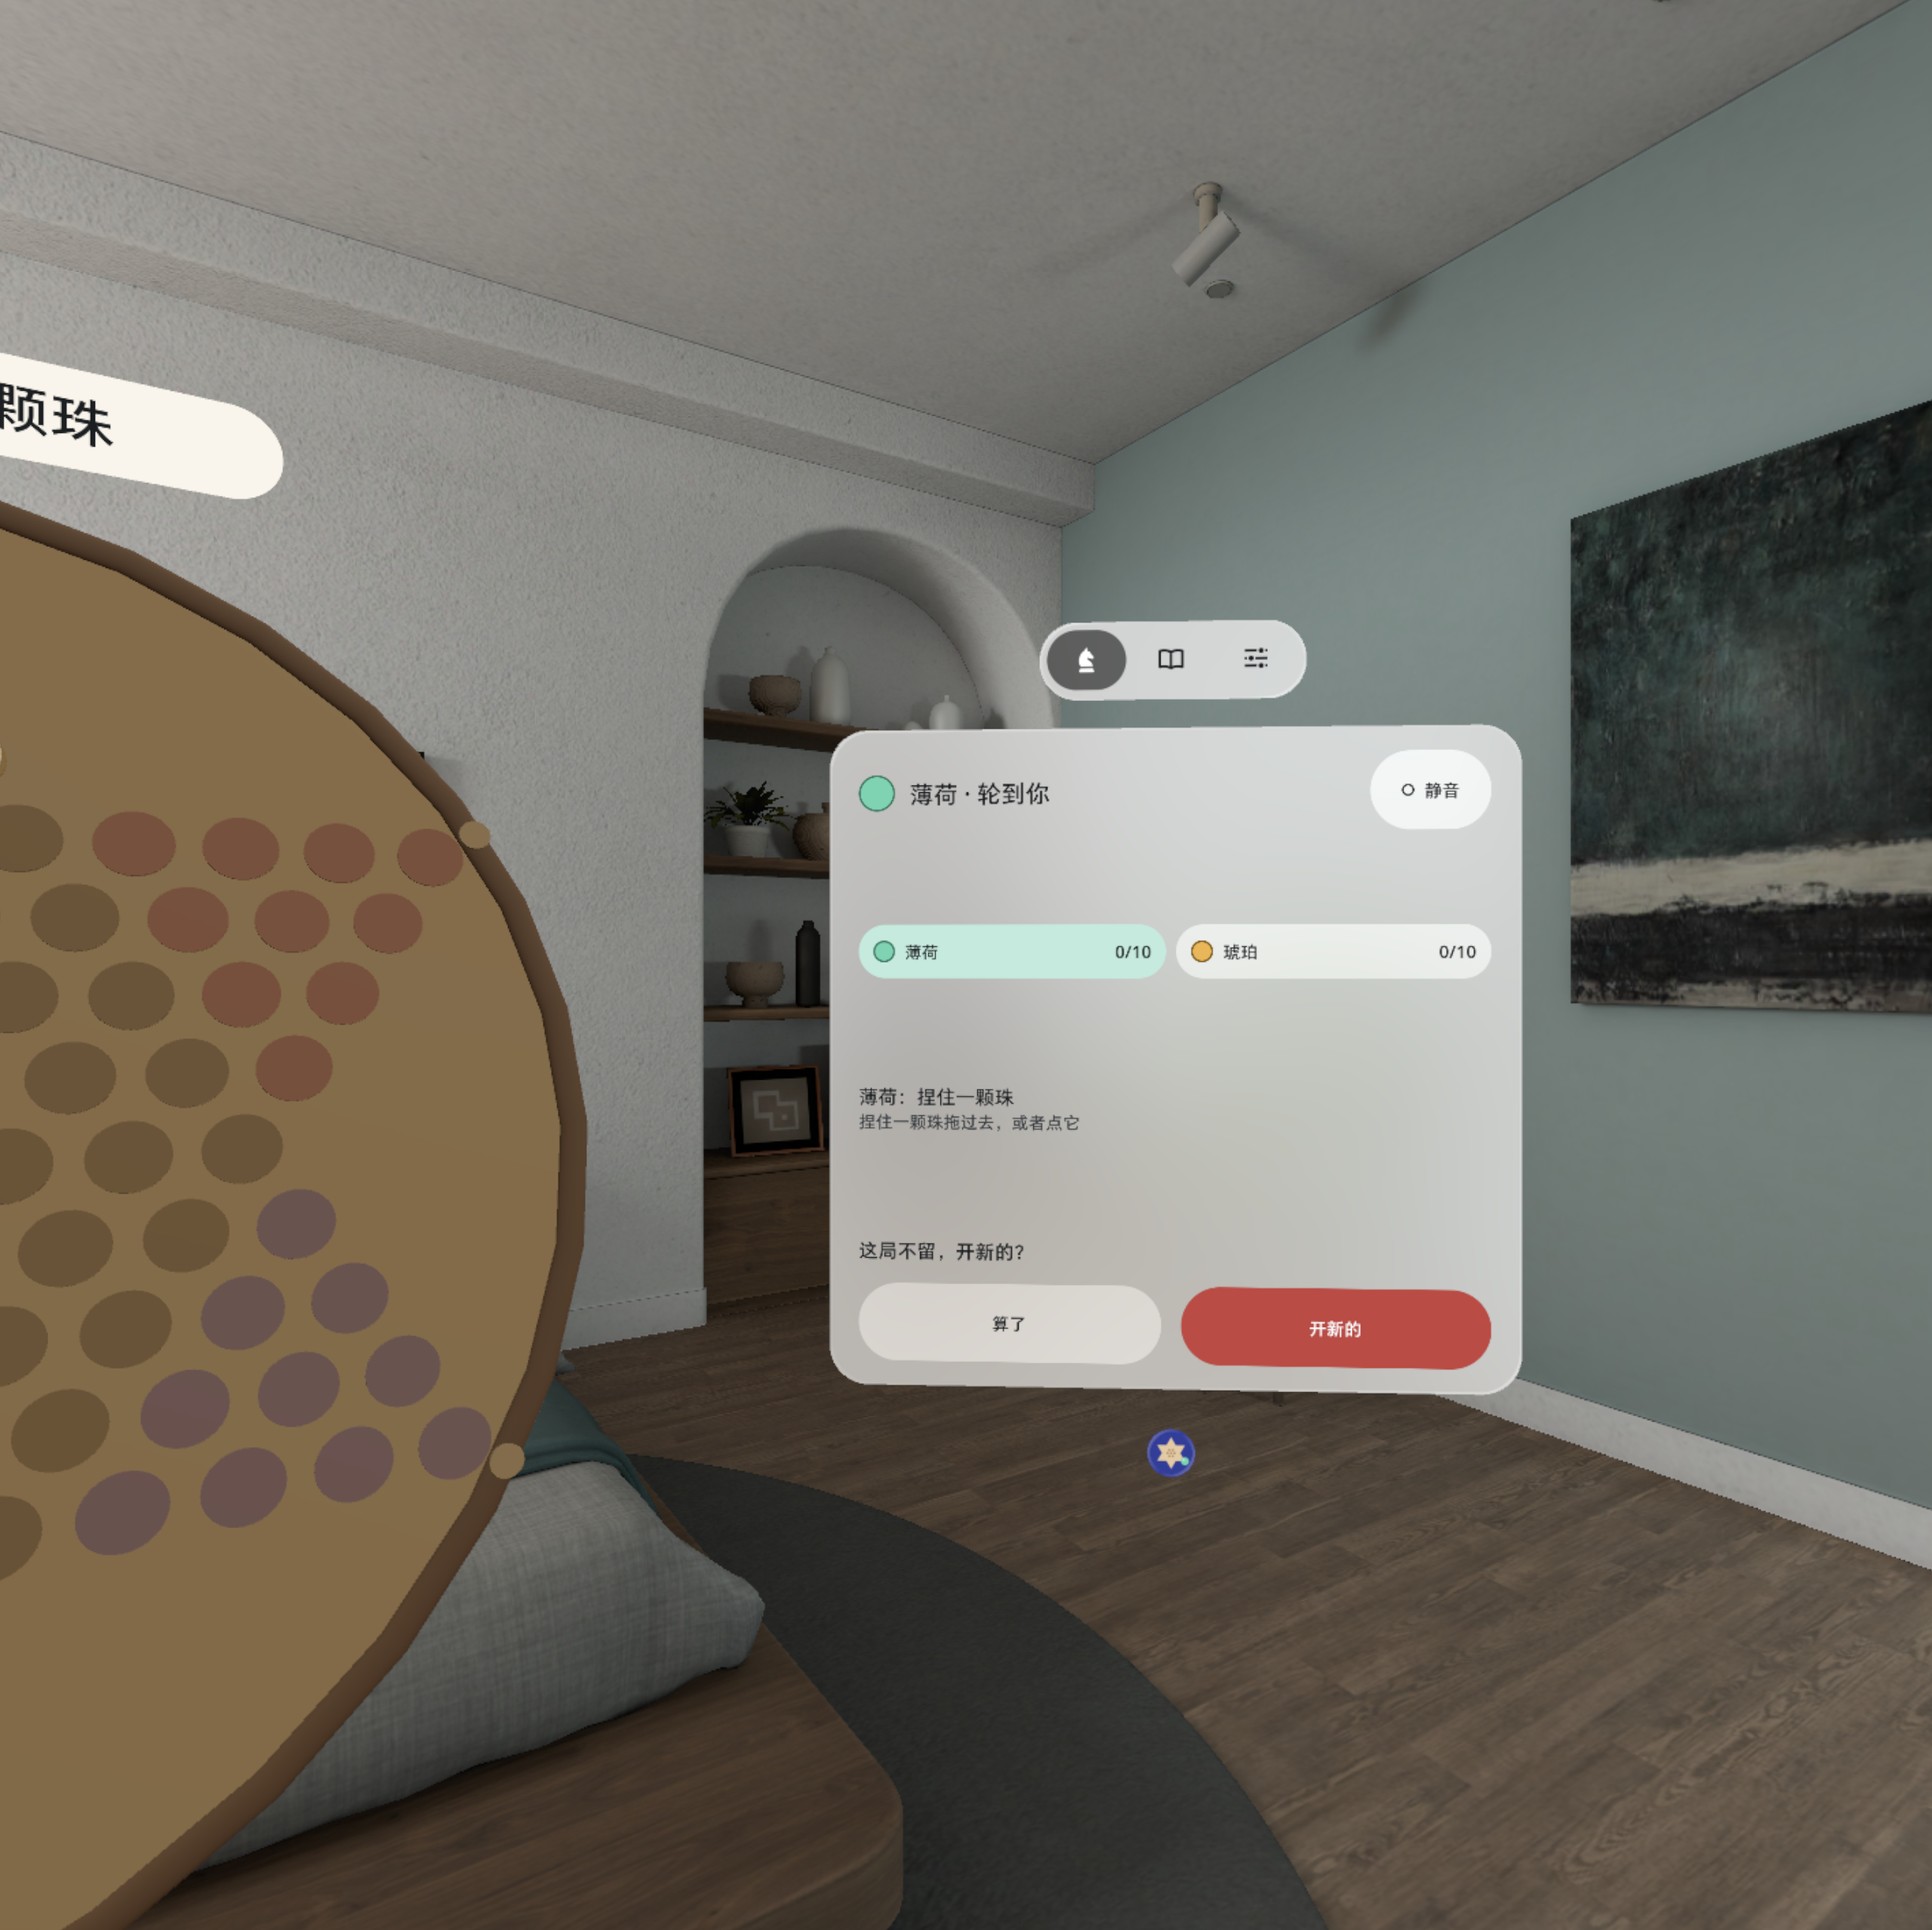 颗珠
薄荷 · 轮到你
静音
薄荷 0/10
琥珀 0/10
薄荷：捏住一颗珠
捏住一颗珠拖过去，或者点它
这局不留，开新的？
算了
开新的